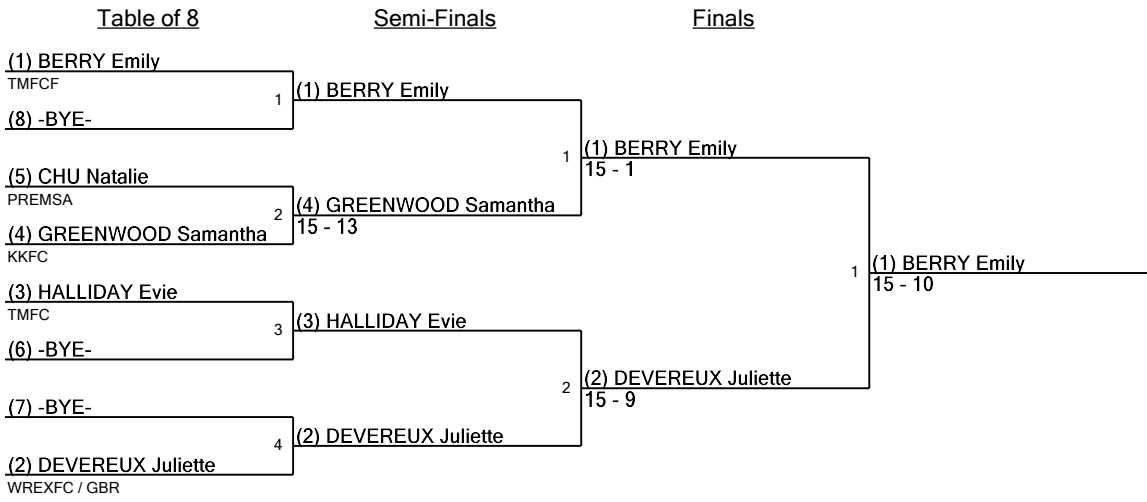 Table of 8
Semi-Finals
Finals
(1) BERRY Emily
TMFCF
(8) -BYE-
(5) CHU Natalie
PREMSA
(4) GREENWOOD Samantha
KKFC
(3) HALLIDAY Evie
TMFC
(6) -BYE-
(7) -BYE-
(2) DEVEREUX Juliette
WREXFC / GBR
1
2
3
4
(1) BERRY Emily
(4) GREENWOOD Samantha
15 - 13
(3) HALLIDAY Evie
(2) DEVEREUX Juliette
1
2
(1) BERRY Emily
15 - 1
(2) DEVEREUX Juliette
15 - 9
1
(1) BERRY Emily
15 - 10